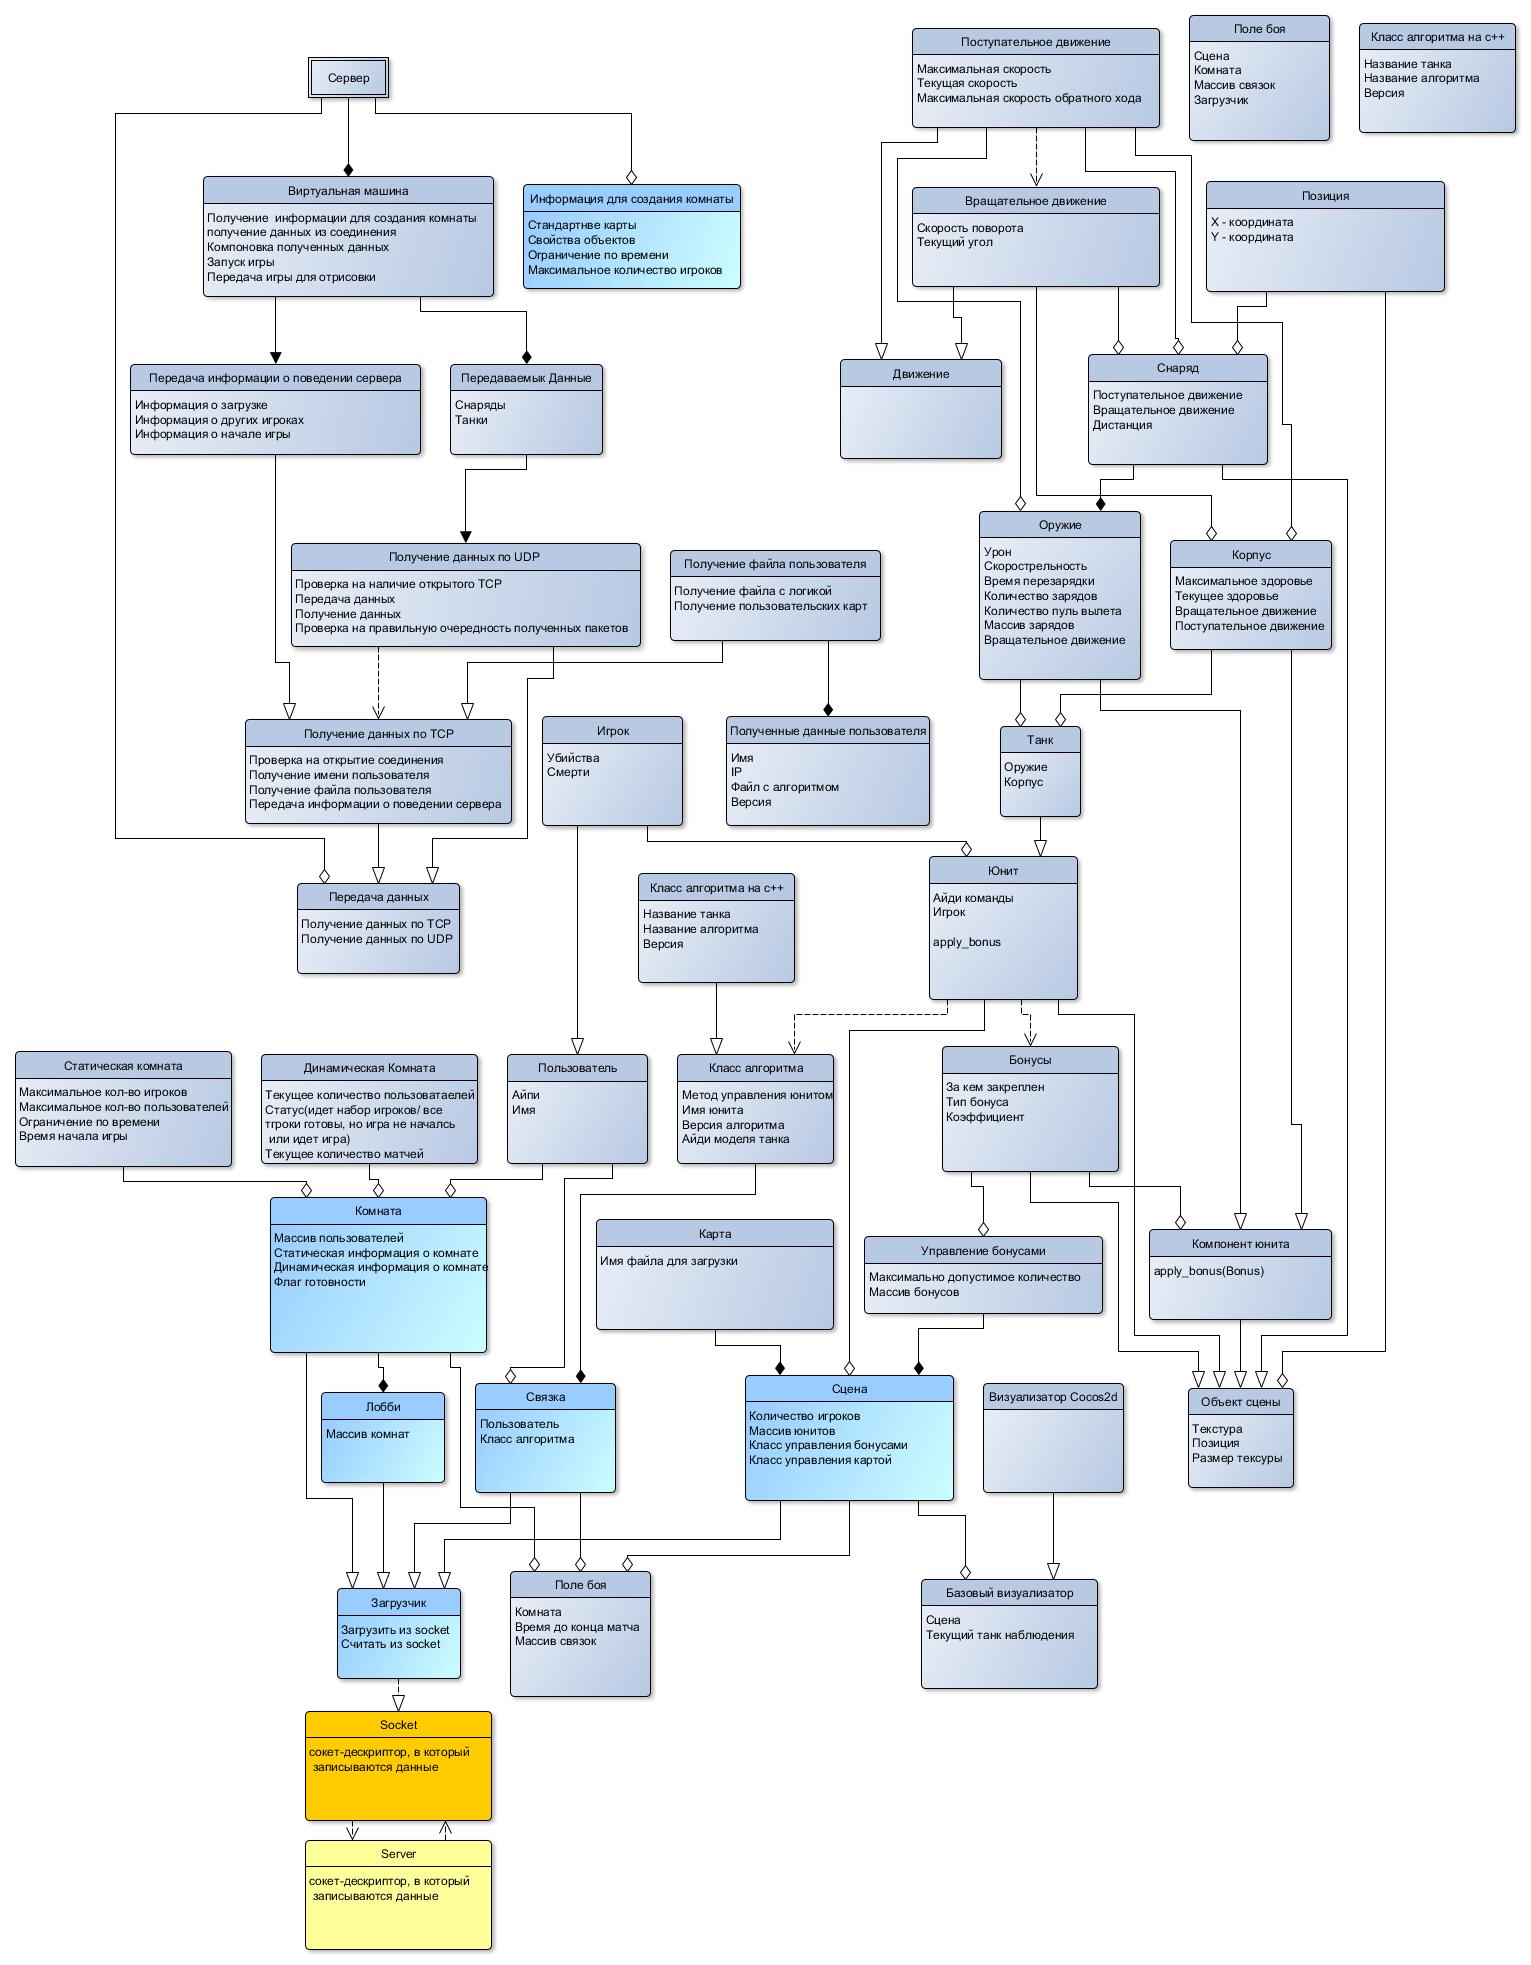 Сервер
Поступательное движение
Максимальная скорость
Текущая скорость
Максимальная скорость обратного хода
Поле боя
Сцена
Комната
Массив связок
Загрузчик
Класс алгоритма на c++
Название танка
Название алгоритма
Версия
Виртуальная машина
Получение  информации для создания комнаты
получение данных из соединения
Компоновка полученных данных
Запуск игры
Передача игры для отрисовки
Информация для создания комнаты
Стандартнве карты
Свойства объектов
Ограничение по времени
Максимальное количество игроков
Вращательное движение
Скорость поворота
Текущий угол
Позиция
X - координата
Y - координата
Передача информации о поведении сервера
Информация о загрузке
Информация о других игроках
Информация о начале игры
Передаваемык Данные
Снаряды
Танки
Движение
Снаряд
Поступательное движение
Вращательное движение
Дистанция
Получение данных по UDP
Проверка на наличие открытого TCP
Передача данных
Получение данных
Проверка на правильную очередность полученных пакетов
Получение файла пользователя
Получение файла с логикой
Получение пользовательских карт
Оружие
Урон
Скорострельность
Время перезарядки
Количество зарядов
Количество пуль вылета
Массив зарядов
Вращательное движение
Корпус
Максимальное здоровье
Текущее здоровье
Вращательное движение
Поступательное движение
Получение данных по TCP
Проверка на открытие соединения
Получение имени пользователя
Получение файла пользователя
Передача информации о поведении сервера
Игрок
Убийства
Смерти
Полученные данные пользователя
Имя
IP
Файл с алгоритмом
Версия
Танк
Оружие
Корпус
Передача данных
Получение данных по TCP
Получение данных по UDP
Класс алгоритма на c++
Название танка
Название алгоритма
Версия
Юнит
Айди команды
Игрок
apply_bonus
Статическая комната
Максимальное кол-во игроков
Максимальное кол-во пользователей
Ограничение по времени
Время начала игры
Динамическая Комната
Текущее количество пользоватаелей
Статус(идет набор игроков/ все
тгроки готовы, но игра не началсь
или идет игра)
Текущее количество матчей
Пользователь
Айпи
Имя
Класс алгоритма
Метод управления юнитом
Имя юнита
Версия алгоритма
Айди моделя танка
Бонусы
За кем закреплен
Тип бонуса
Коэффициент
Комната
Массив пользователей
Статическая информация о комнате
Динамическая информация о комнате
Флаг готовности
Карта
Имя файла для загрузки
Управление бонусами
Максимально допустимое количество
Массив бонусов
Компонент юнита
apply_bonus(Bonus)
Лобби
Массив комнат
Связка
Пользователь
Класс алгоритма
Сцена
Количество игроков
Массив юнитов
Класс управления бонусами
Класс управления картой
Визуализатор Cocos2d
Объект сцены
Текстура
Позиция
Размер тексуры
Загрузчик
Загрузить из socket
Считать из socket
Поле боя
Комната
Время до конца матча
Массив связок
Базовый визуализатор
Сцена
Текущий танк наблюдения
Socket
сокет-дескриптор, в который
записываются данные
Server
сокет-дескриптор, в который
записываются данные